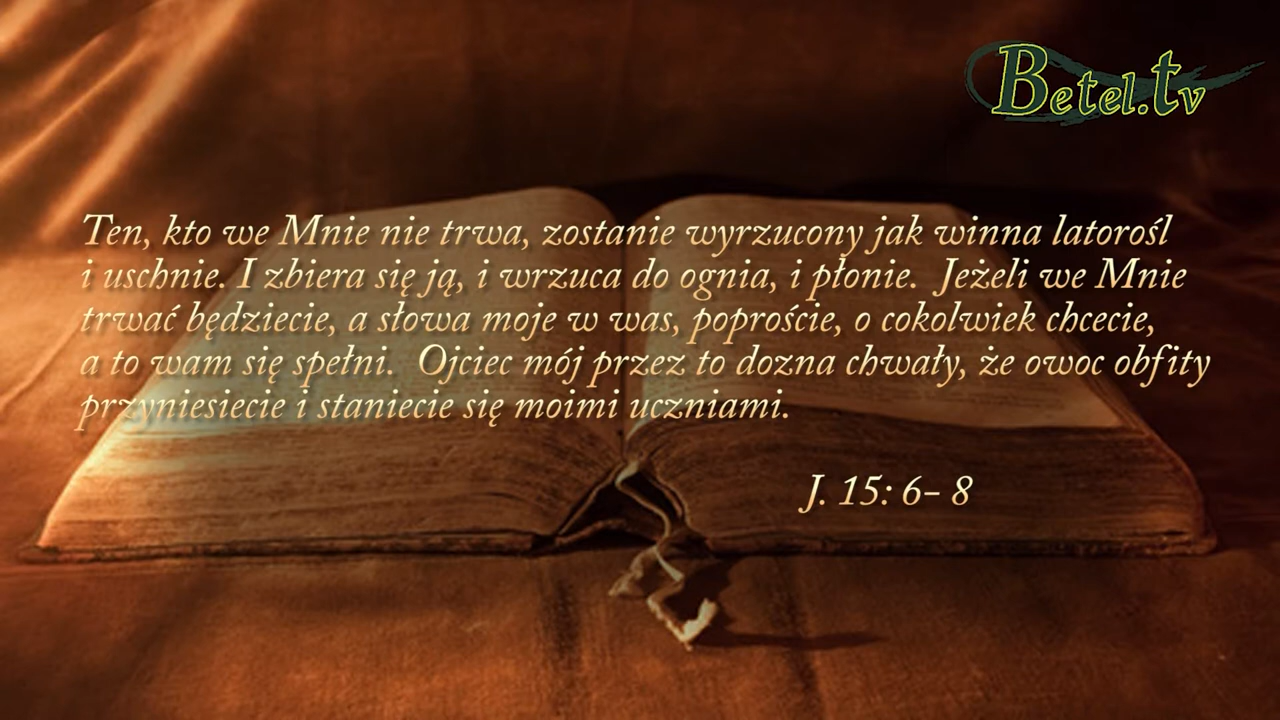 Betel.tv
Ten, kto we Mnie nie trwa, zostanie wyrzucony jak winna latorośl
i uschnie. I zbiera się ją, i wrzuca do ognia, i płonie.  Jeżeli we Mnie
trwać będziecie, a słowa moje w was, poproście, o cokolwiek chcecie,
a to wam się spełni.  Ojciec mój przez to dozna chwały, że owoc obfity
przyniesiecie i staniecie się moimi uczniami.
J. 15: 6– 8